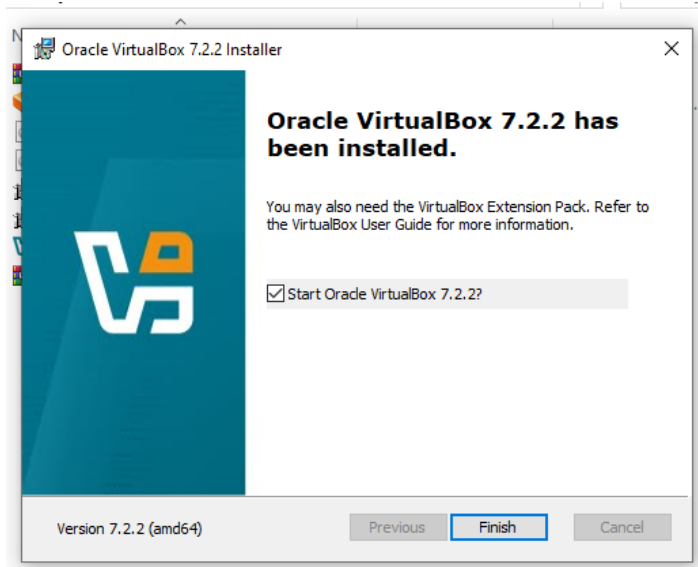 Oracle VirtualBox 7.2.2 Installer
Oracle VirtualBox 7.2.2 has
been installed.
You may also need the VirtualBox Extension Pack. Refer to
the VirtualBox User Guide for more information.
Start Oracle VirtualBox 7.2.2?
Version 7.2.2 (amd64)
Previous
Finish
Cancel